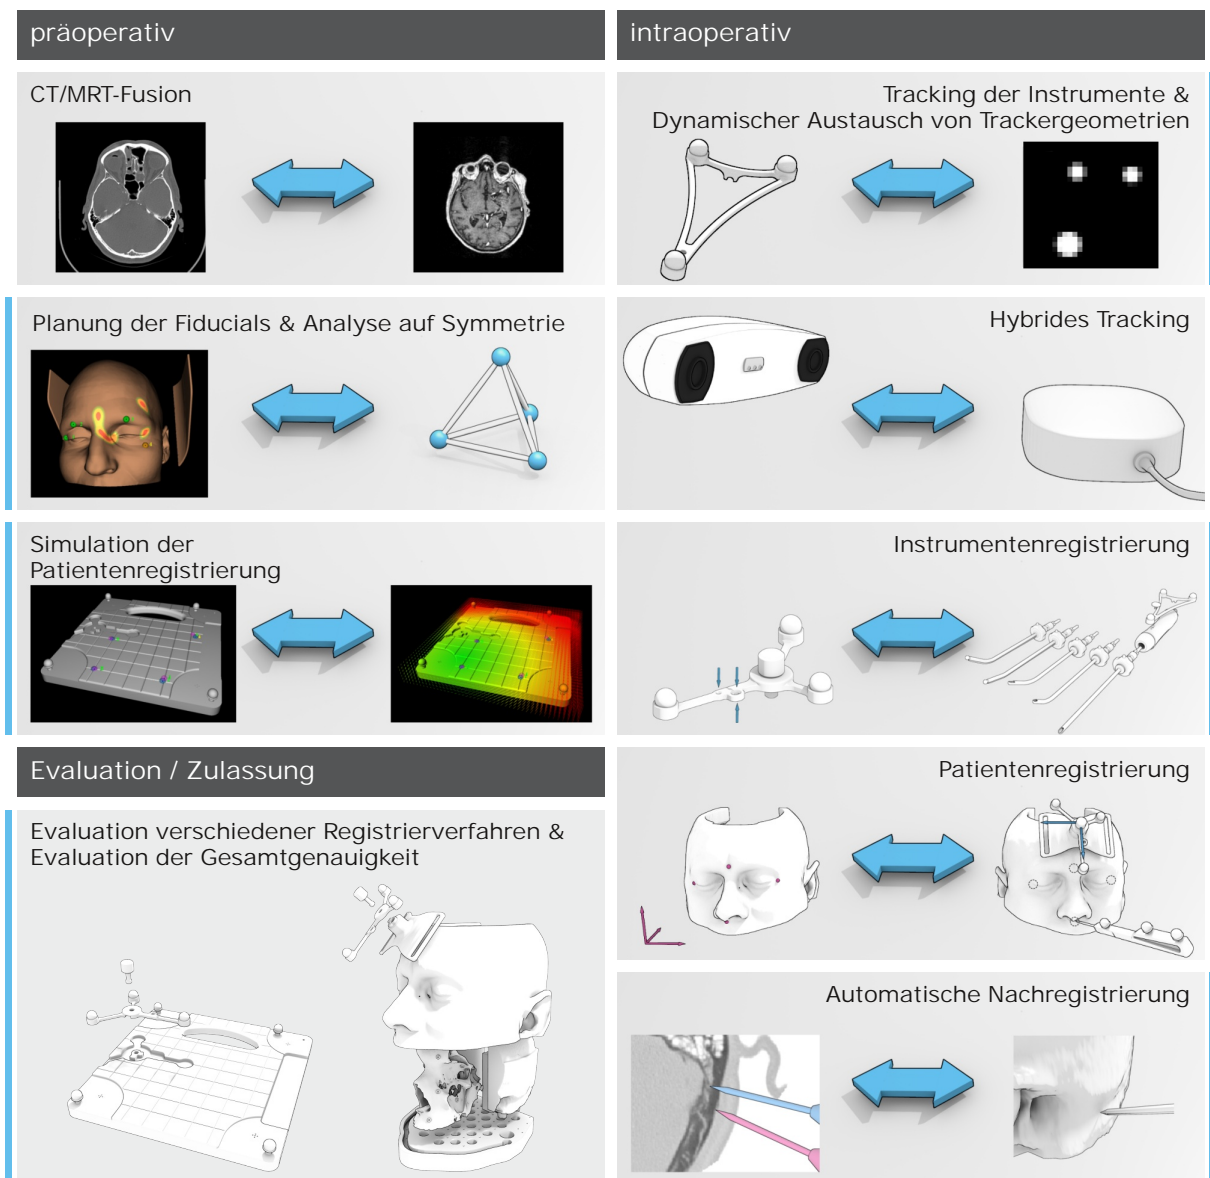 präoperativ
CT/MRT-Fusion
Planung der Fiducials & Analyse auf Symmetrie
Simulation der
Patientenregistrierung
Evaluation / Zulassung
Evaluation verschiedener Registrierverfahren &
Evaluation der Gesamtgenauigkeit
intraoperativ
Tracking der Instrumente &
Dynamischer Austausch von Trackergeometrien
Hybrides Tracking
Instrumentenregistrierung
Patientenregistrierung
Automatische Nachregistrierung